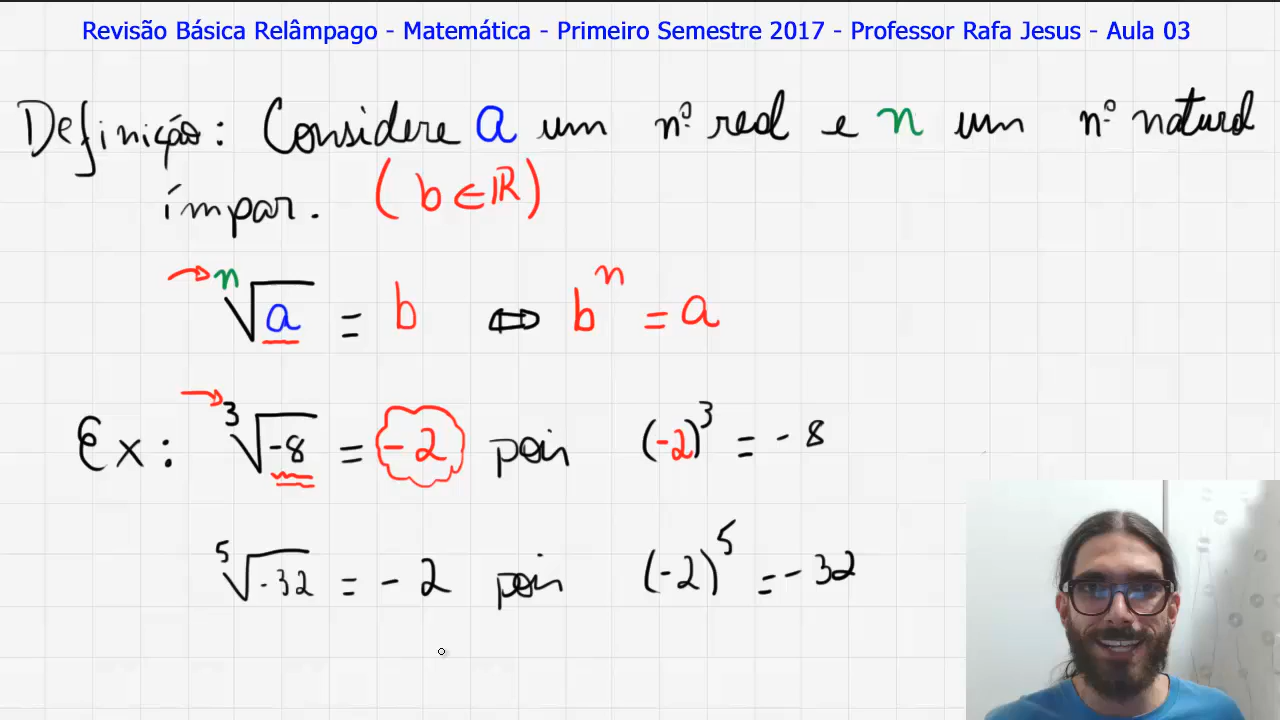 Revisão Básica Relâmpago - Matemática - Primeiro Semestre 2017 - Professor Rafa Jesus - Aula 03
Definição: Considere a um nº real e n um nº natural
ímpar. (b ∈ ℝ)
ⁿ√a = b ⇔ bⁿ = a
Ex: ³√-8 = -2 pois (-2)³ = -8
⁵√-32 = -2 pois (-2)⁵ = -32